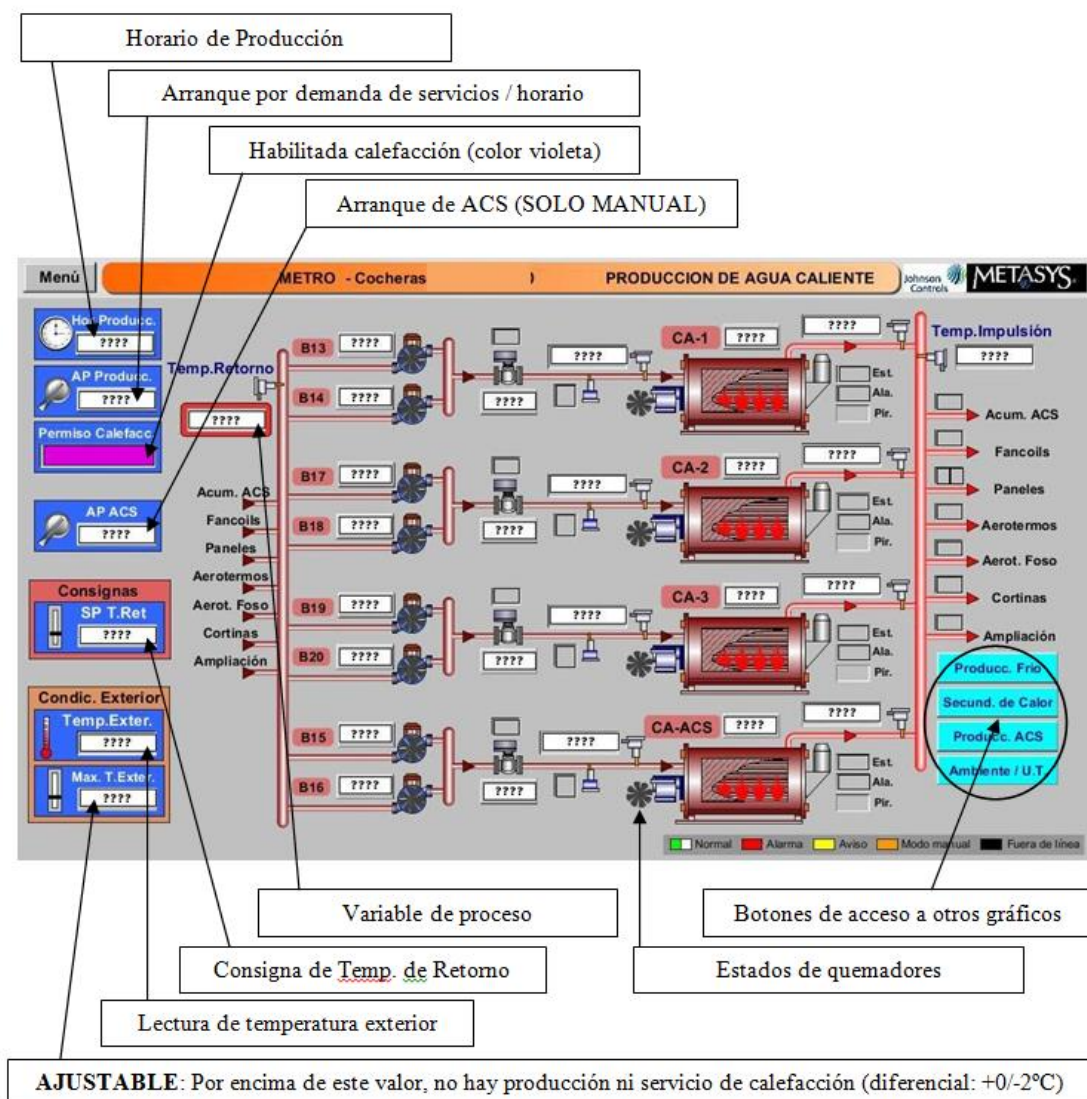 Horario de Producción
Arranque por demanda de servicios / horario
Habilitada calefacción (color violeta)
Arranque de ACS (SOLO MANUAL)
Menú
METRO - Cocheras
)
PRODUCCION DE AGUA CALIENTE
Johnson Controls
METASYS
Hor. Producc.
????
AP Producc.
????
Permiso Calefacc.
AP ACS
????
Consignas
SP T.Ret
????
Condic. Exterior
Temp.Exter.
????
Max. T.Exter.
????
Temp.Retorno
????
Acum. ACS
Fancoils
Paneles
Aerotermos
Aerot. Foso
Cortinas
Ampliación
B13 ????
B14 ????
????
????
CA-1 ????
????
Est.
Ala.
Pir.
B17 ????
B18 ????
????
????
CA-2 ????
????
Est.
Ala.
Pir.
B19 ????
B20 ????
????
????
CA-3 ????
????
Est.
Ala.
Pir.
B15 ????
B16 ????
????
????
CA-ACS ????
????
Est.
Ala.
Pir.
Temp.Impulsión
????
Acum. ACS
Fancoils
Paneles
Aerotermos
Aerot. Foso
Cortinas
Ampliación
Producc. Frio
Secund. de Calor
Producc. ACS
Ambiente / U.T.
Normal Alarma Aviso Modo manual Fuera de línea
Variable de proceso
Botones de acceso a otros gráficos
Consigna de Temp. de Retorno
Estados de quemadores
Lectura de temperatura exterior
AJUSTABLE: Por encima de este valor, no hay producción ni servicio de calefacción (diferencial: +0/-2ºC)